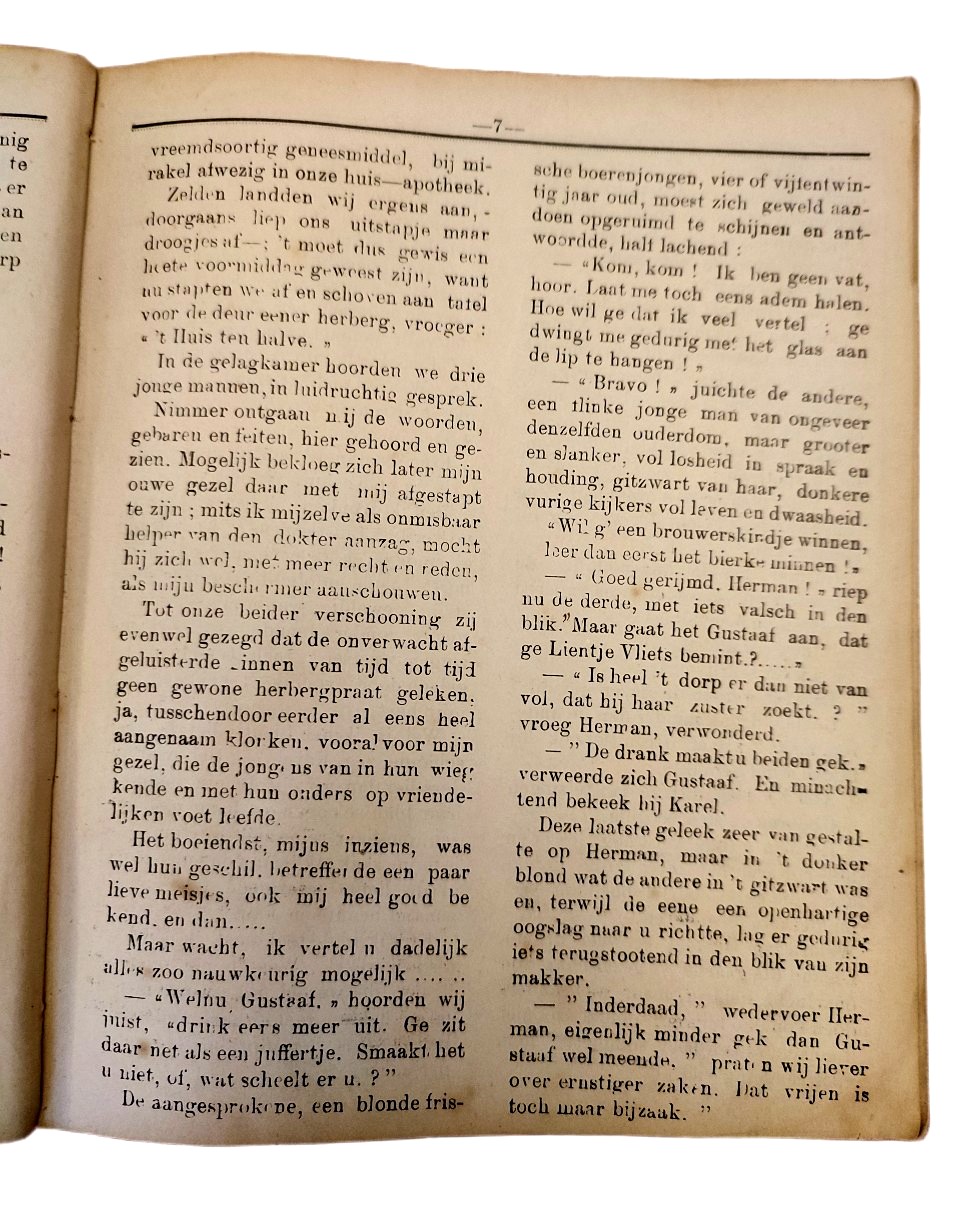 nig
te
er
an
en
rp
—7—
vreemdsoortig geneesmiddel, bij mi-
rakel afwezig in onze huis—apotheek.
Zelden landden wij ergens aan, -
doorgaans liep ons uitstapje maar
droogjes af—; 't moet dus gewis een
heete voormiddag geweest zijn, want
nu stapten we af en schoven aan tafel
voor de deur eener herberg, vroeger :
“ 't Huis ten halve. „
In de gelagkamer hoorden we drie
jonge mannen, in luidruchtig gesprek.
Nimmer ontgaan mij de woorden,
gebaren en feiten, hier gehoord en ge-
zien. Mogelijk bekloeg zich later mijn
ouwe gezel daar met mij afgestapt
te zijn ; mits ik mijzelve als onmisbaar
helper van den dokter aanzag, mocht
hij zich wel, met meer recht en reden,
als mijn beschermer aanschouwen.
Tot onze beider verschooning zij
evenwel gezegd dat de onverwacht af-
geluisterde zinnen van tijd tot tijd
geen gewone herbergpraat geleken,
ja, tusschendoor eerder al eens heel
aangenaam klonken, vooral voor mijn
gezel, die de jongens van in hun wieg
kende en met hun ouders op vriende-
lijken voet leefde.
Het boeiendst, mijns inziens, was
wel hun geschil, betreffende een paar
lieve meisjes, ook mij heel goed be
kend, en dan.....
Maar wacht, ik vertel u dadelijk
alles zoo nauwkeurig mogelijk ......
— “Welnu Gustaaf, „ hoorden wij
juist, “drink eers meer uit. Ge zit
daar net als een juffertje. Smaakt het
u niet, of, wat scheelt er u. ? ”
De aangesprokene, een blonde fris-
sche boerenjongen, vier of vijfentwin-
tig jaar oud, moest zich geweld aan-
doen opgeruimd te schijnen en ant-
woordde, half lachend :
— “Kom, kom ! Ik ben geen vat,
hoor. Laat me toch eens adem halen.
Hoe wil ge dat ik veel vertel ; ge
dwingt me gedurig met het glas aan
de lip te hangen ! „
— “ Bravo ! „ juichte de andere,
een flinke jonge man van ongeveer
denzelfden ouderdom, maar grooter
en slanker, vol losheid in spraak en
houding, gitzwart van haar, donkere
vurige kijkers vol leven en dwaasheid.
“Wil g' een brouwerskindje winnen,
leer dan eerst het bierke minnen !„
— “ Goed gerijmd. Herman ! „ riep
nu de derde, met iets valsch in den
blik.”Maar gaat het Gustaaf aan, dat
ge Lientje Vliets bemint.?..... „
— “ Is heel 't dorp er dan niet van
vol, dat hij haar zuster zoekt. ? ”
vroeg Herman, verwonderd.
— ” De drank maakt u beiden gek.„
verweerde zich Gustaaf. En minach-
tend bekeek hij Karel.
Deze laatste geleek zeer van gestal-
te op Herman, maar in 't donker
blond wat de andere in 't gitzwart was
en, terwijl de eene een openhartige
oogslag naar u richtte, lag er gedurig
iets terugstootend in den blik van zijn
makker.
— ” Inderdaad, ” wedervoer Her-
man, eigenlijk minder gek dan Gu-
staaf wel meende. ” praten wij liever
over ernstiger zaken. Dat vrijen is
toch maar bijzaak. ”